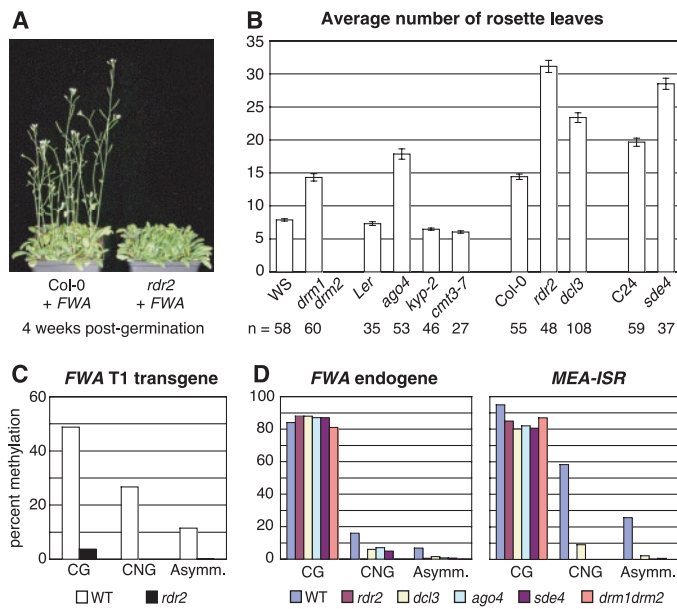 A
Col-0
+ FWA
rdr2
+ FWA
4 weeks post-germination
B Average number of rosette leaves
35
30
25
20
15
10
5
0
WS
drm1
drm2
Ler
ago4
kyp-2
cmt3-7
Col-0
rdr2
dcl3
C24
sde4
n = 58 60 35 53 46 27 55 48 108 59 37
C FWA T1 transgene
percent methylation
60
40
20
0
CG CNG Asymm.
WT rdr2
D FWA endogene MEA-ISR
100
80
60
40
20
0
CG CNG Asymm. CG CNG Asymm.
WT rdr2 dcl3 ago4 sde4 drm1drm2